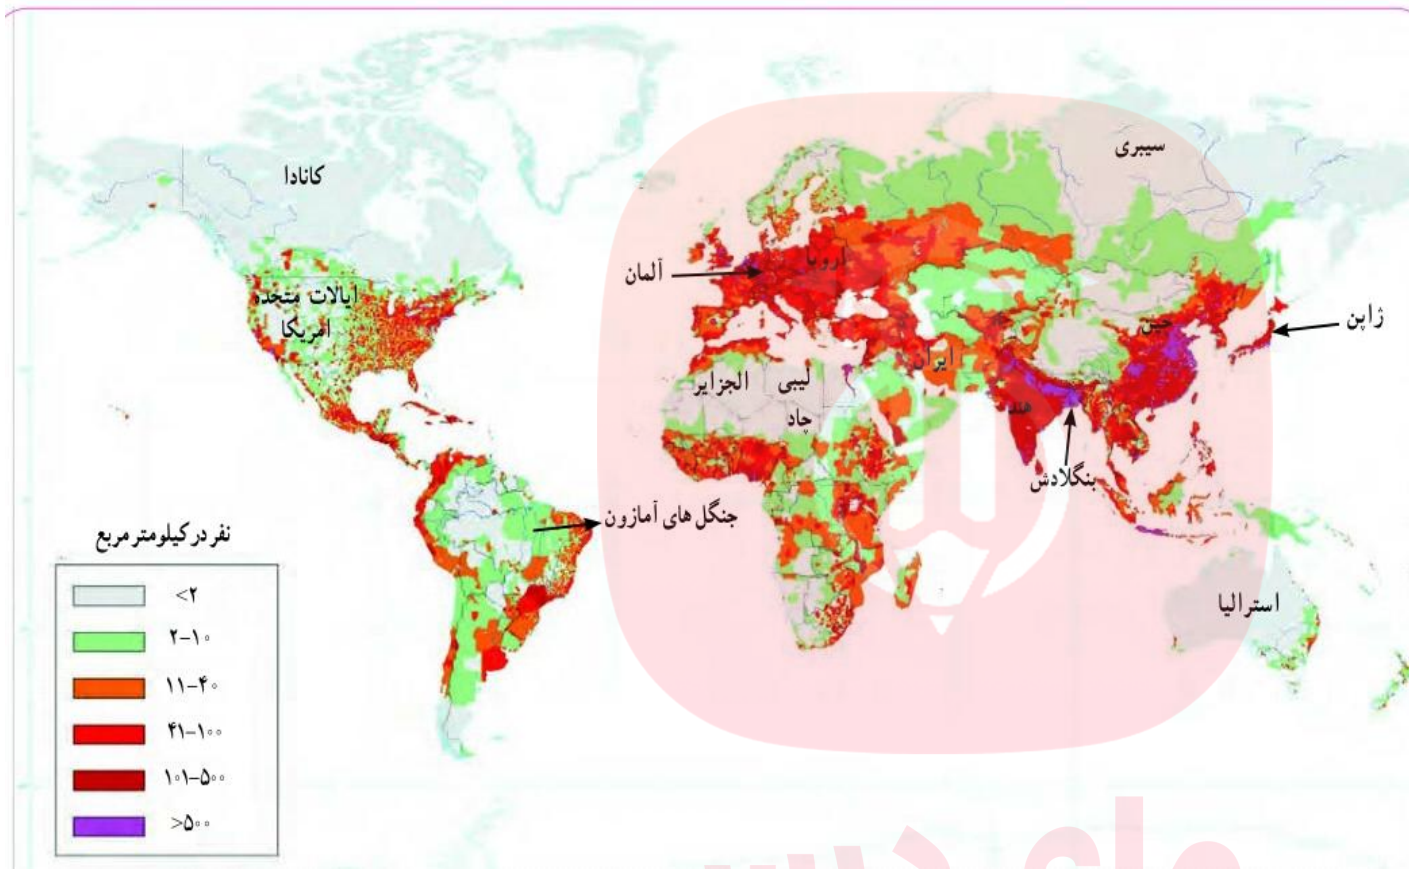 کانادا
سیبری
آلمان
اروپا
ایالات متحده
امریکا
ژاپن
چین
ایران
لیبی
الجزایر
چاد
هند
بنگلادش
جنگل های آمازون
استرالیا
نفر در کیلومتر مربع
<۲
۲-۱۰
۱۱-۴۰
۴۱-۱۰۰
۱۰۱-۵۰۰
>۵۰۰